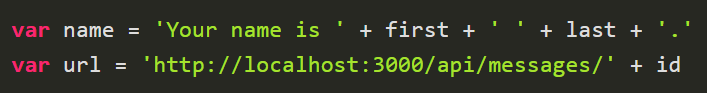 var name = 'Your name is ' + first + ' ' + last + '.'
var url = 'http://localhost:3000/api/messages/' + id